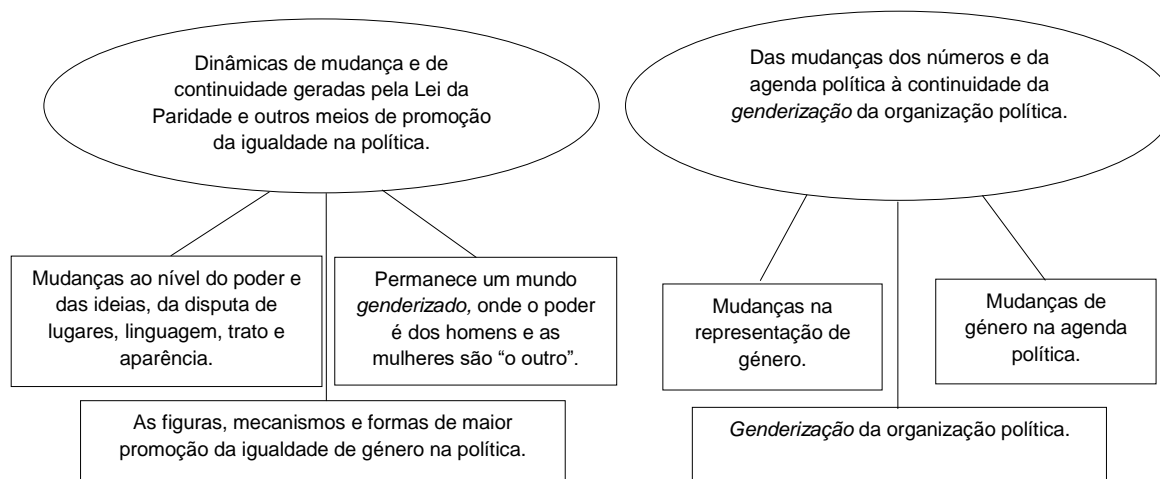 Dinâmicas de mudança e de
continuidade geradas pela Lei da
Paridade e outros meios de promoção
da igualdade na política.
Mudanças ao nível do poder e
das ideias, da disputa de
lugares, linguagem, trato e
aparência.
Permanece um mundo
genderizado, onde o poder
é dos homens e as
mulheres são “o outro”.
As figuras, mecanismos e formas de maior
promoção da igualdade de género na política.
Das mudanças dos números e da
agenda política à continuidade da
genderização da organização política.
Mudanças na
representação de
género.
Mudanças de
género na agenda
política.
Genderização da organização política.